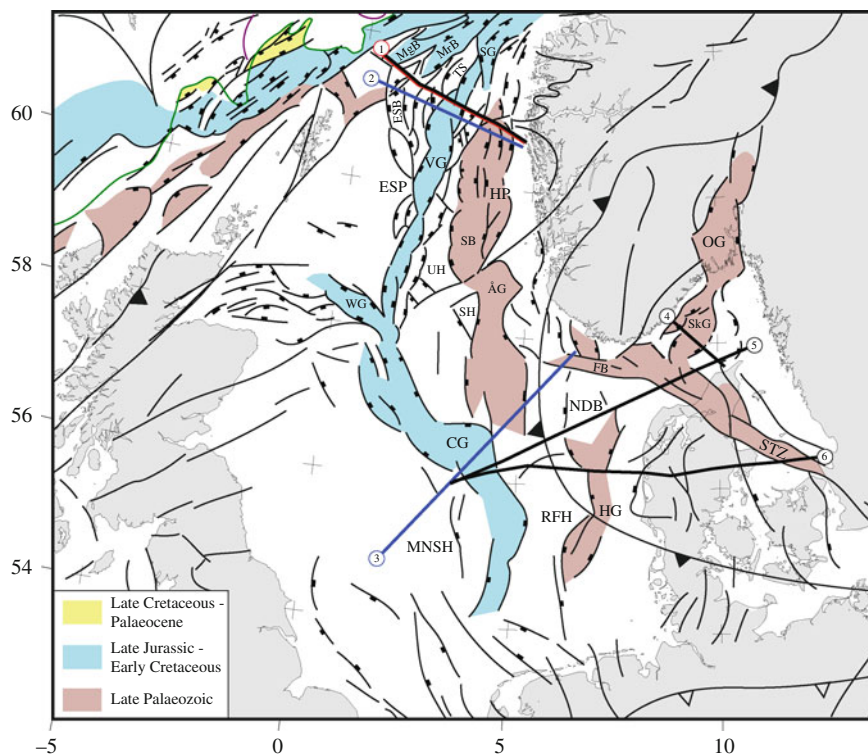 1
MgB
MrB
SG
TS
2
60
ESB
VG
ESP
HP
SB
OG
58
UH
ÅG
WG
SH
4
SkG
5
FB
56
NDB
CG
STZ
6
RFH
HG
MNSH
54
3
Late Cretaceous -
Palaeocene
Late Jurassic -
Early Cretaceous
Late Palaeozoic
–5
0
5
10